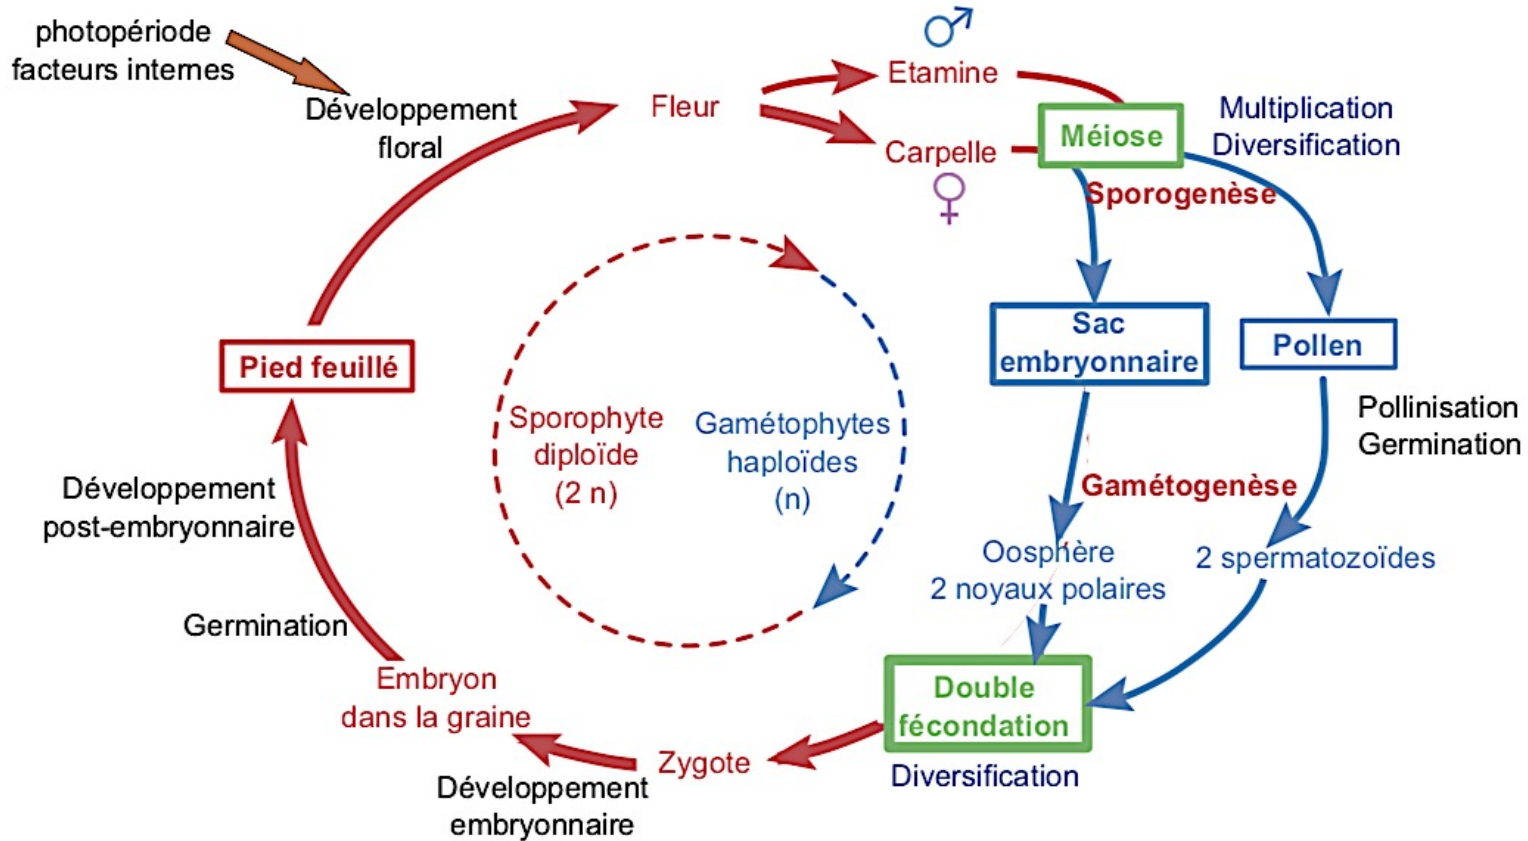 photopériode
facteurs internes
Développement
floral
Fleur
Etamine
Carpelle
Méiose
Multiplication
Diversification
Sporogenèse
Sac
embryonnaire
Pollen
Pied feuillé
Sporophyte
diploïde
(2 n)
Gamétophytes
haploïdes
(n)
Pollinisation
Germination
Gamétogenèse
Développement
post-embryonnaire
Oosphère
2 noyaux polaires
2 spermatozoïdes
Germination
Embryon
dans la graine
Double
fécondation
Zygote
Diversification
Développement
embryonnaire